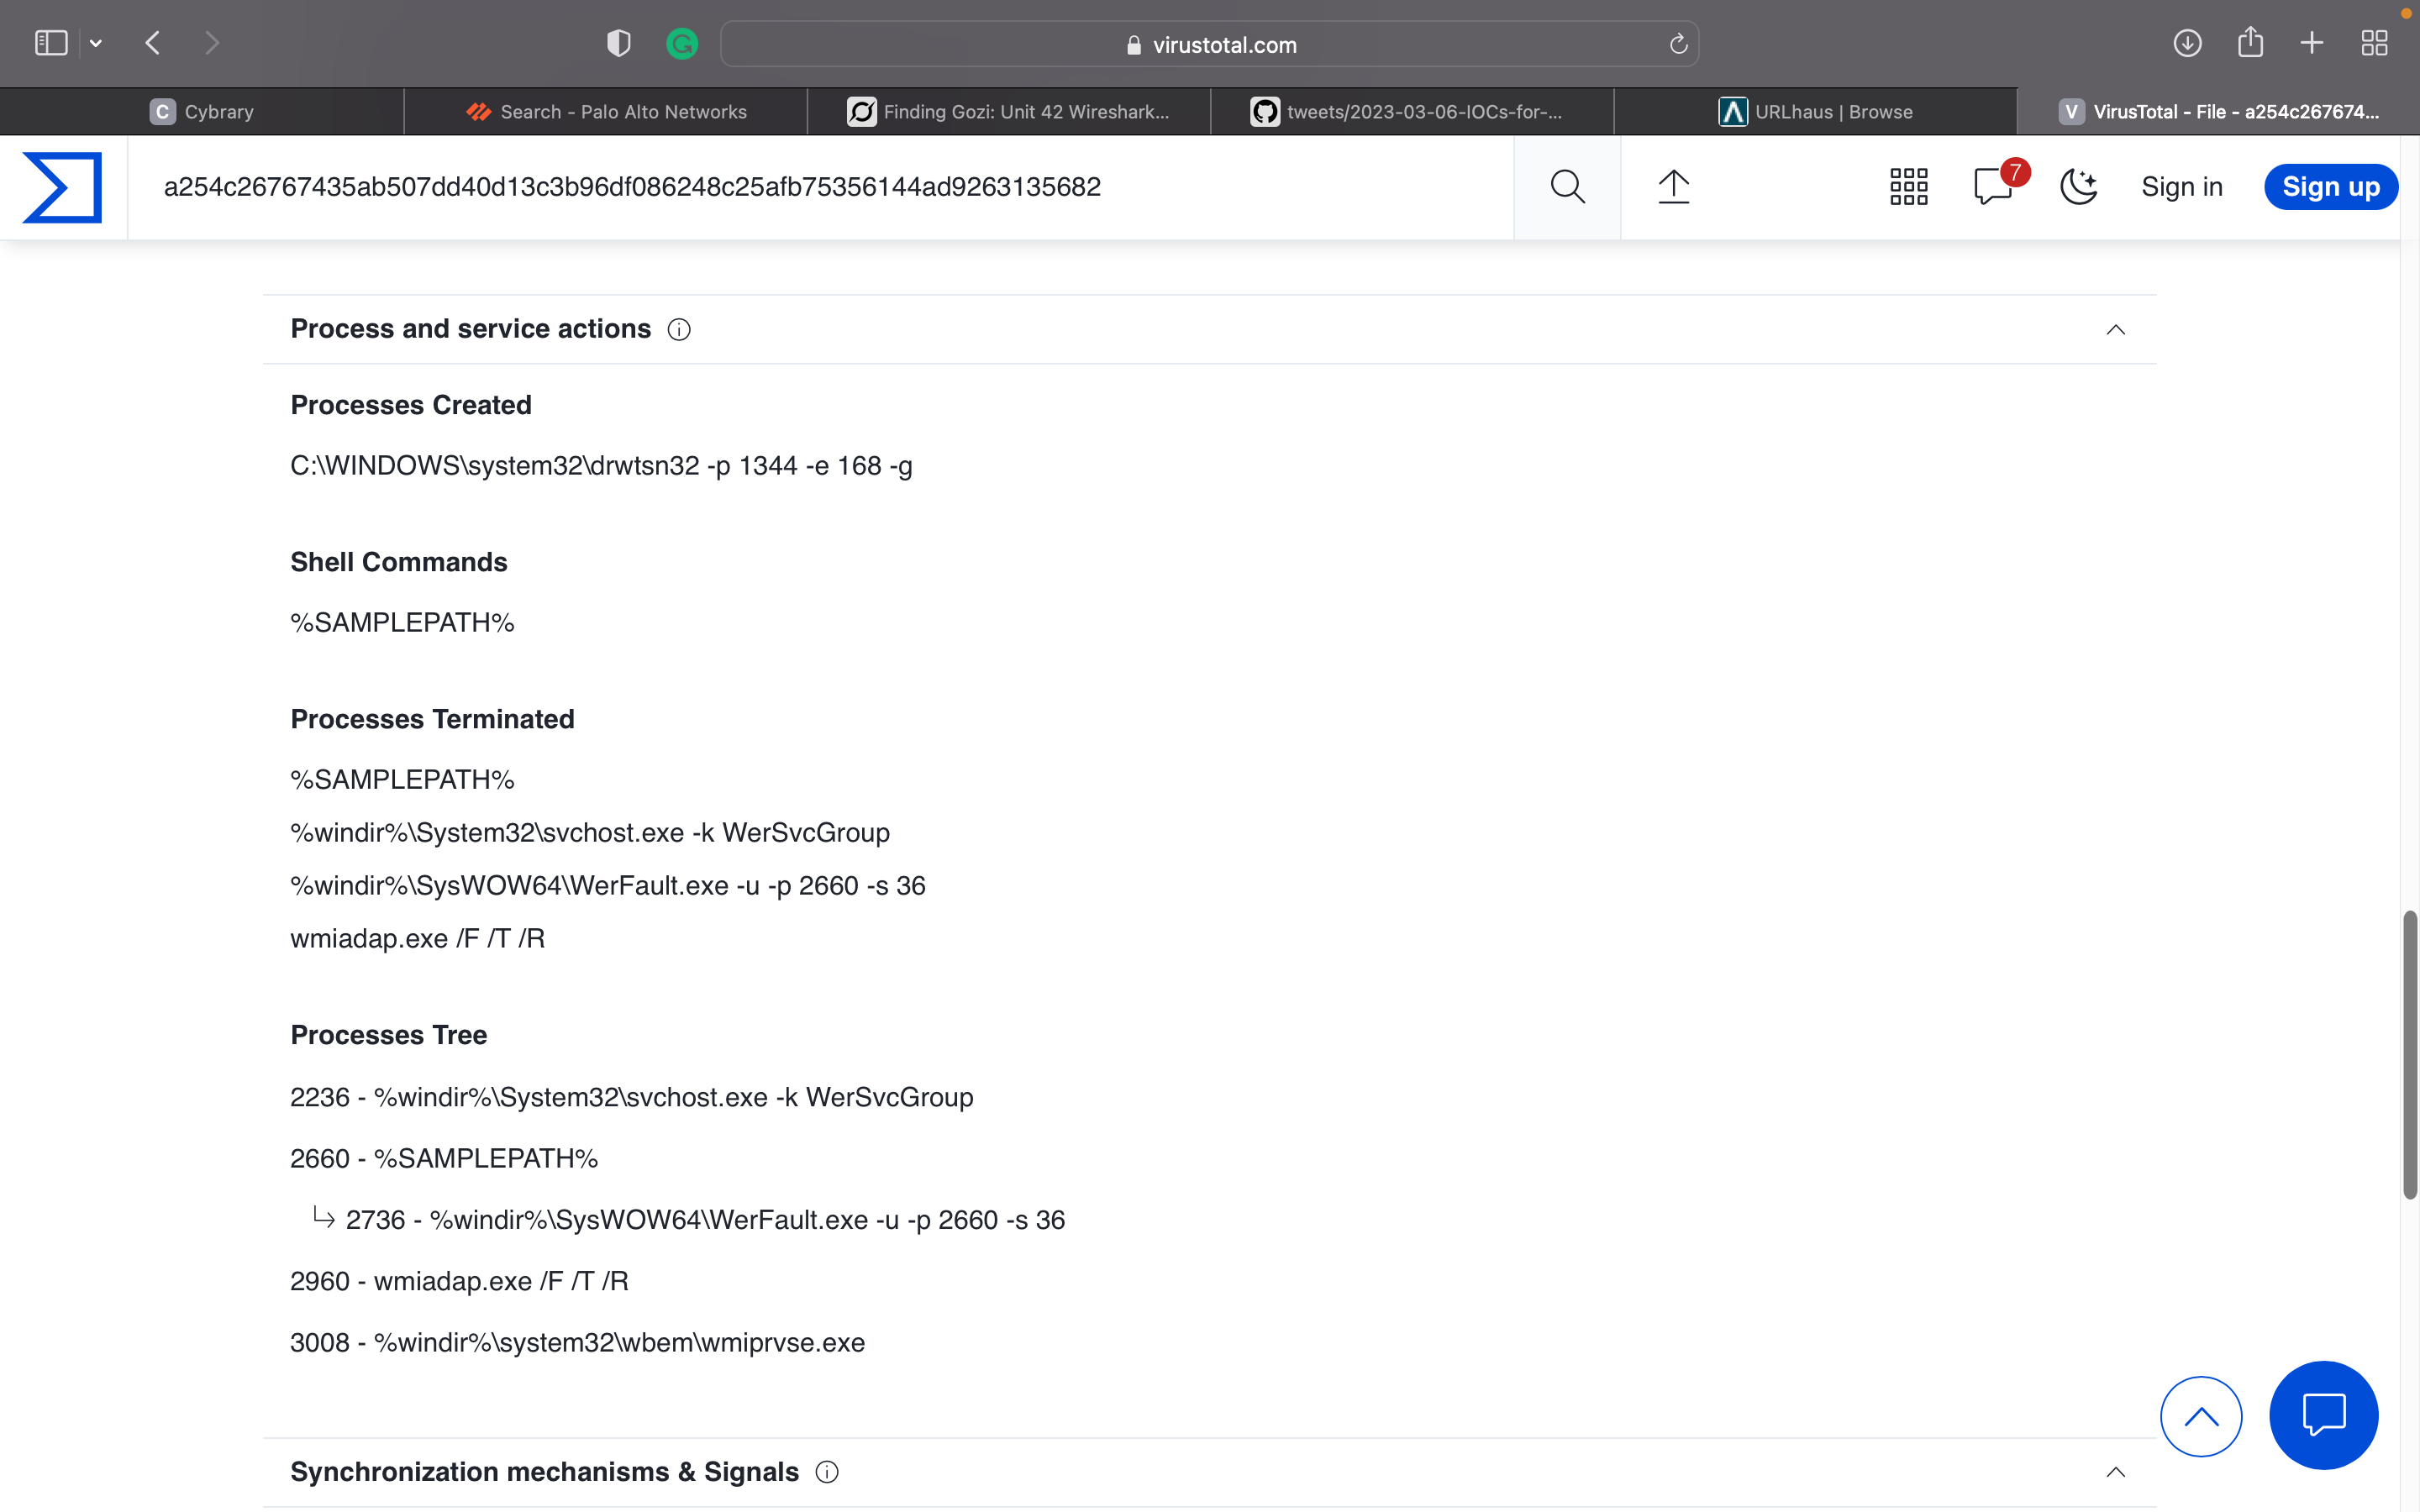 virustotal.com
C Cybrary
Search - Palo Alto Networks
Finding Gozi: Unit 42 Wireshark...
tweets/2023-03-06-IOCs-for-...
URLhaus | Browse
V VirusTotal - File - a254c267674...
a254c26767435ab507dd40d13c3b96df086248c25afb75356144ad9263135682
7
Sign in
Sign up
Process and service actions
Processes Created
C:\WINDOWS\system32\drwtsn32 -p 1344 -e 168 -g
Shell Commands
%SAMPLEPATH%
Processes Terminated
%SAMPLEPATH%
%windir%\System32\svchost.exe -k WerSvcGroup
%windir%\SysWOW64\WerFault.exe -u -p 2660 -s 36
wmiadap.exe /F /T /R
Processes Tree
2236 - %windir%\System32\svchost.exe -k WerSvcGroup
2660 - %SAMPLEPATH%
2736 - %windir%\SysWOW64\WerFault.exe -u -p 2660 -s 36
2960 - wmiadap.exe /F /T /R
3008 - %windir%\system32\wbem\wmiprvse.exe
Synchronization mechanisms & Signals